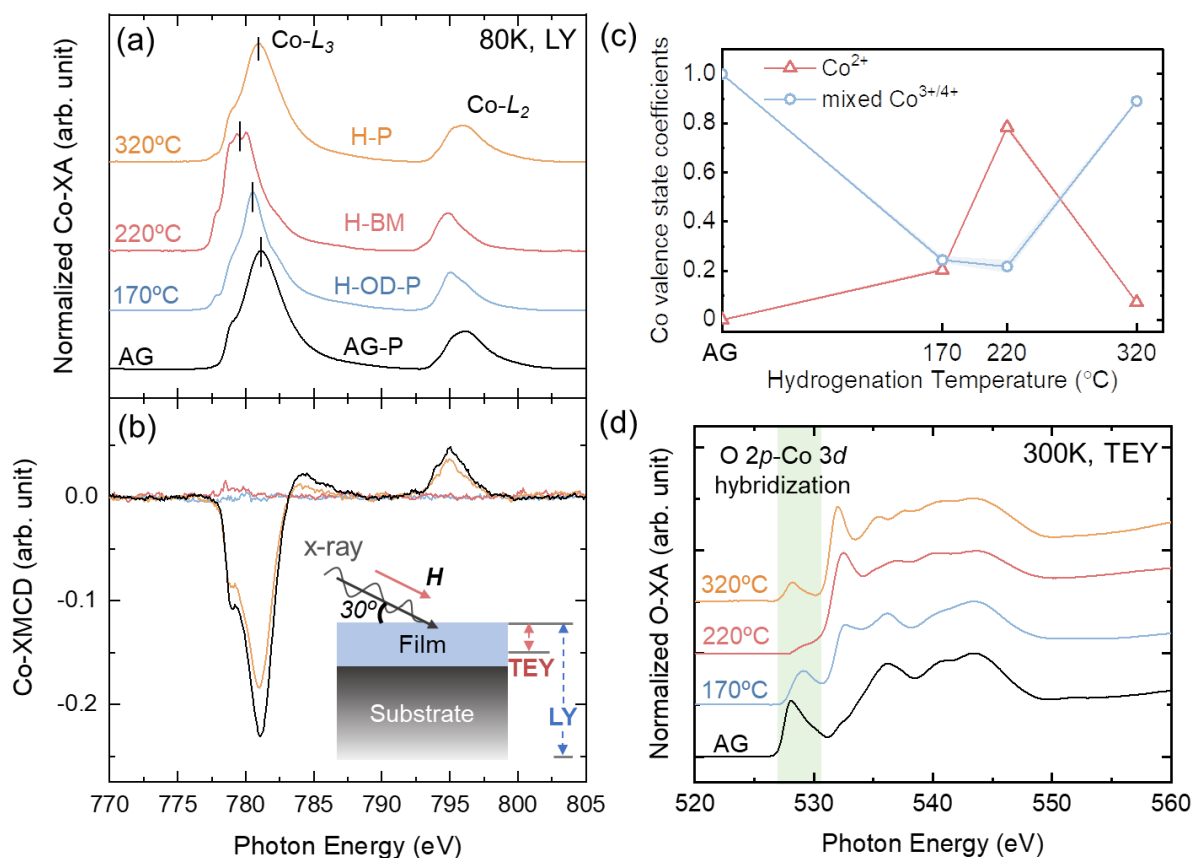 (a)
Co-L3
80K, LY
Co-L2
Normalized Co-XA (arb. unit)
320ºC
H-P
220ºC
H-BM
170ºC
H-OD-P
AG
AG-P
(b)
Co-XMCD (arb. unit)
0.0
-0.1
-0.2
x-ray
H
30º
Film
TEY
Substrate
LY
770 775 780 785 790 795 800 805
Photon Energy (eV)
(c)
Co valence state coefficients
Co2+
mixed Co3+/4+
1.0
0.8
0.6
0.4
0.2
0
AG 170 220 320
Hydrogenation Temperature (°C)
(d)
O 2p-Co 3d
hybridization
300K, TEY
Normalized O-XA (arb. unit)
320ºC
220ºC
170ºC
AG
520 530 540 550 560
Photon Energy (eV)